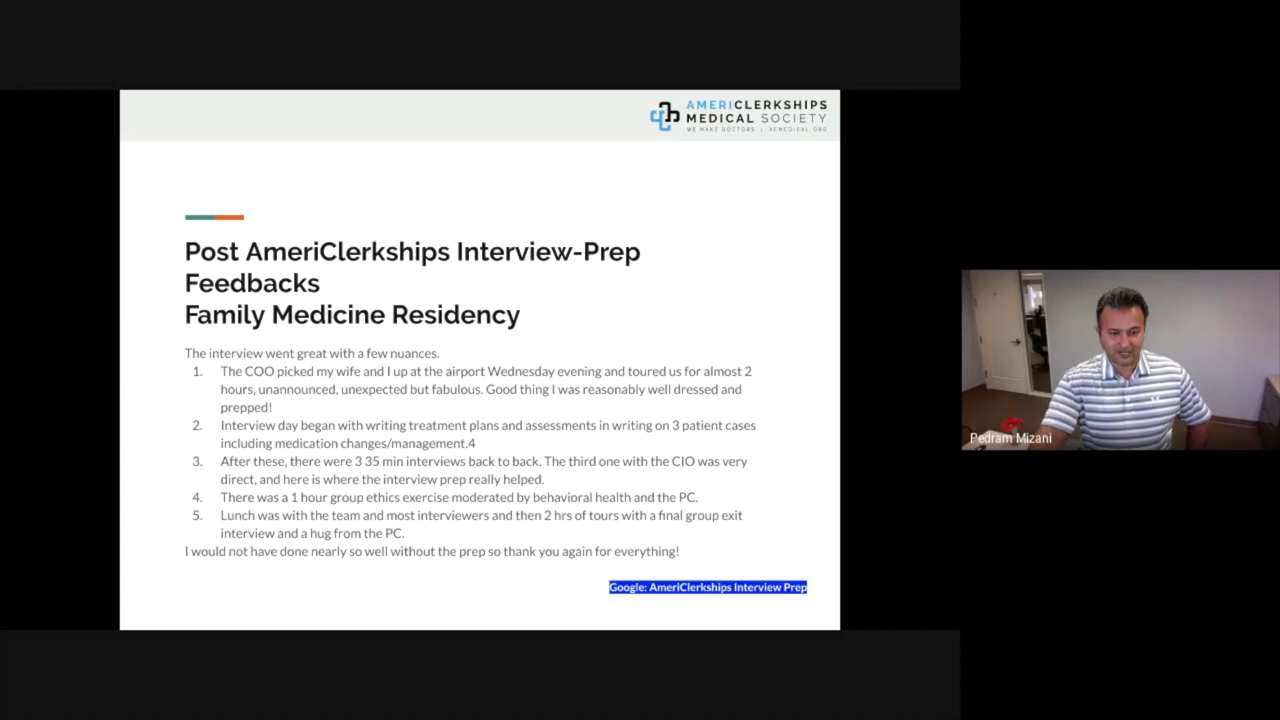 AMERICLERKSHIPS
MEDICAL SOCIETY
WE MAKE DOCTORS | ACMEDICAL.ORG
Post AmeriClerkships Interview-Prep
Feedbacks
Family Medicine Residency
The interview went great with a few nuances.
1. The COO picked my wife and I up at the airport Wednesday evening and toured us for almost 2
hours, unannounced, unexpected but fabulous. Good thing I was reasonably well dressed and
prepped!
2. Interview day began with writing treatment plans and assessments in writing on 3 patient cases
including medication changes/management.4
3. After these, there were 3 35 min interviews back to back. The third one with the CIO was very
direct, and here is where the interview prep really helped.
4. There was a 1 hour group ethics exercise moderated by behavioral health and the PC.
5. Lunch was with the team and most interviewers and then 2 hrs of tours with a final group exit
interview and a hug from the PC.
I would not have done nearly so well without the prep so thank you again for everything!
Google: AmeriClerkships Interview Prep
Pedram Mizani